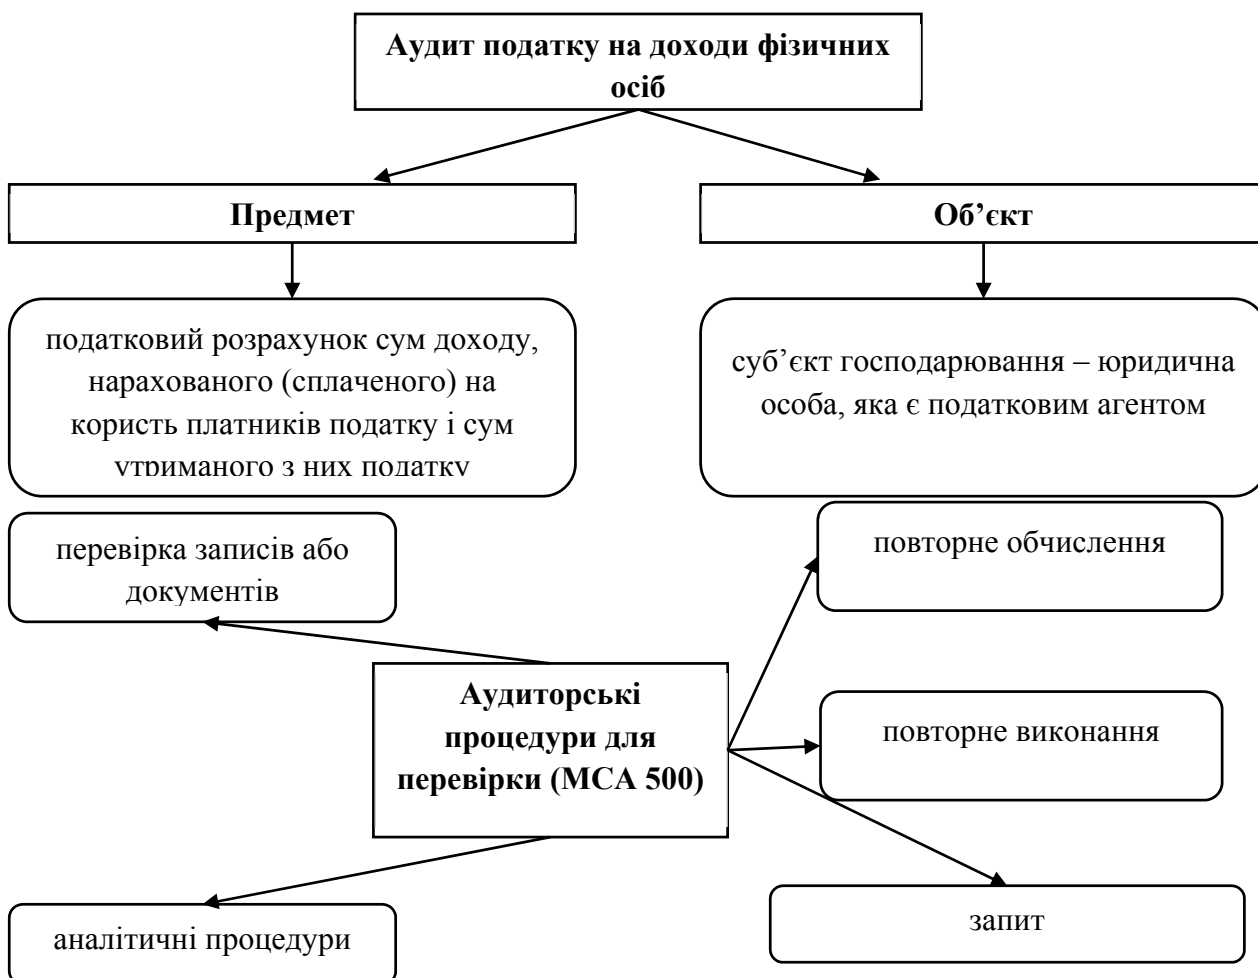 Аудит податку на доходи фізичних
осіб
Предмет
Об’єкт
податковий розрахунок сум доходу,
нарахованого (сплаченого) на
користь платників податку і сум
утриманого з них податку
суб’єкт господарювання – юридична
особа, яка є податковим агентом
перевірка записів або
документів
повторне обчислення
Аудиторські
процедури для
перевірки (МСА 500)
повторне виконання
аналітичні процедури
запит